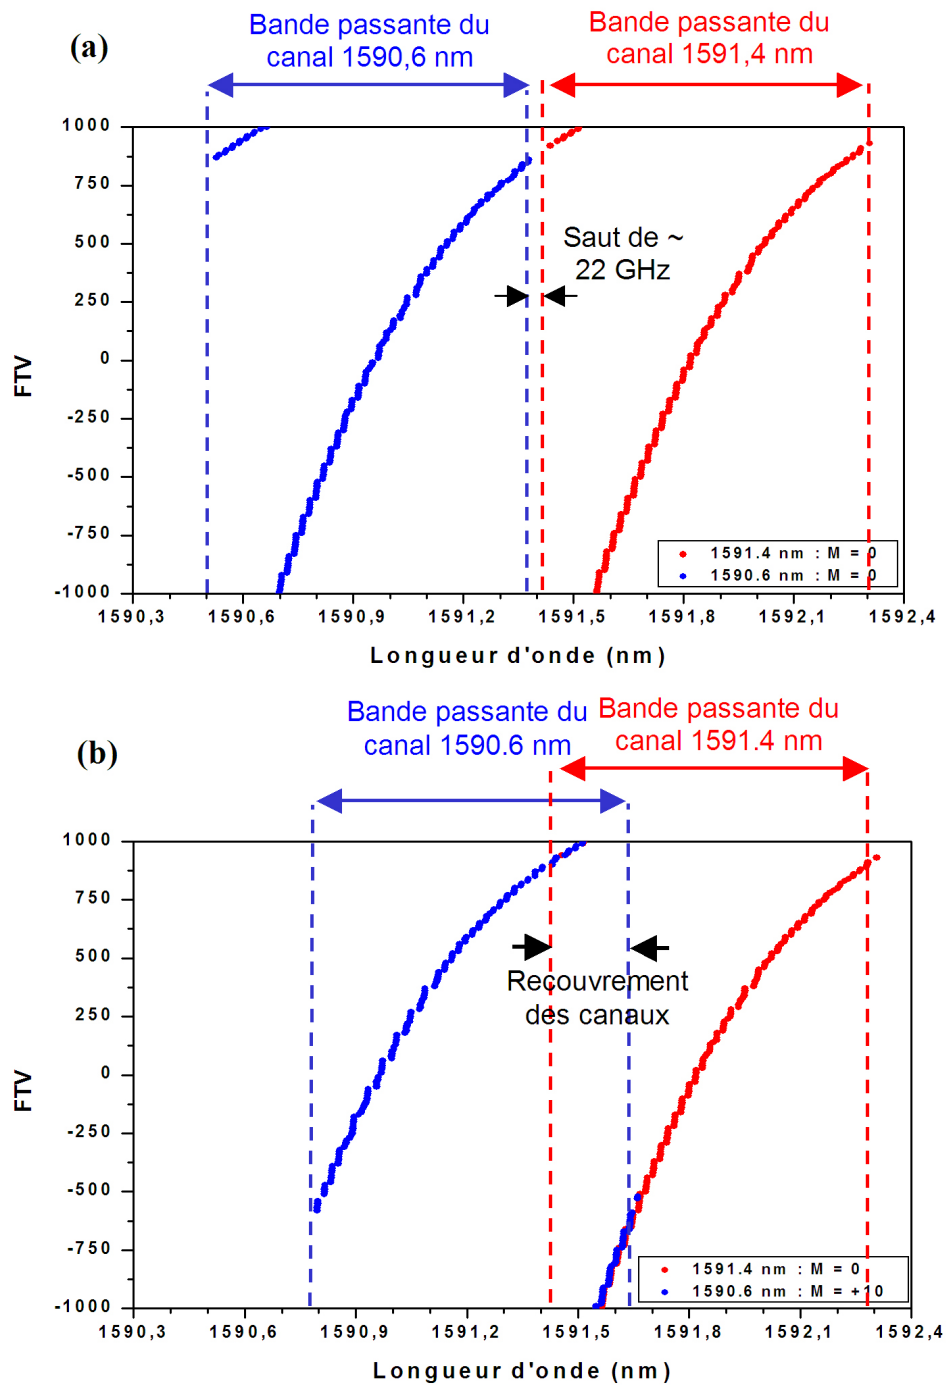 (a)
Bande passante du
canal 1590,6 nm
Bande passante du
canal 1591,4 nm
1000
750
500
250
0
-250
-500
-750
-1000
FTV
Saut de ~
22 GHz
1591.4 nm : M = 0
1590.6 nm : M = 0
1590,3 1590,6 1590,9 1591,2 1591,5 1591,8 1592,1 1592,4
Longueur d'onde (nm)
(b)
Bande passante du
canal 1590.6 nm
Bande passante du
canal 1591.4 nm
1000
750
500
250
0
-250
-500
-750
-1000
FTV
Recouvrement
des canaux
1591.4 nm : M = 0
1590.6 nm : M = +10
1590,3 1590,6 1590,9 1591,2 1591,5 1591,8 1592,1 1592,4
Longueur d'onde (nm)